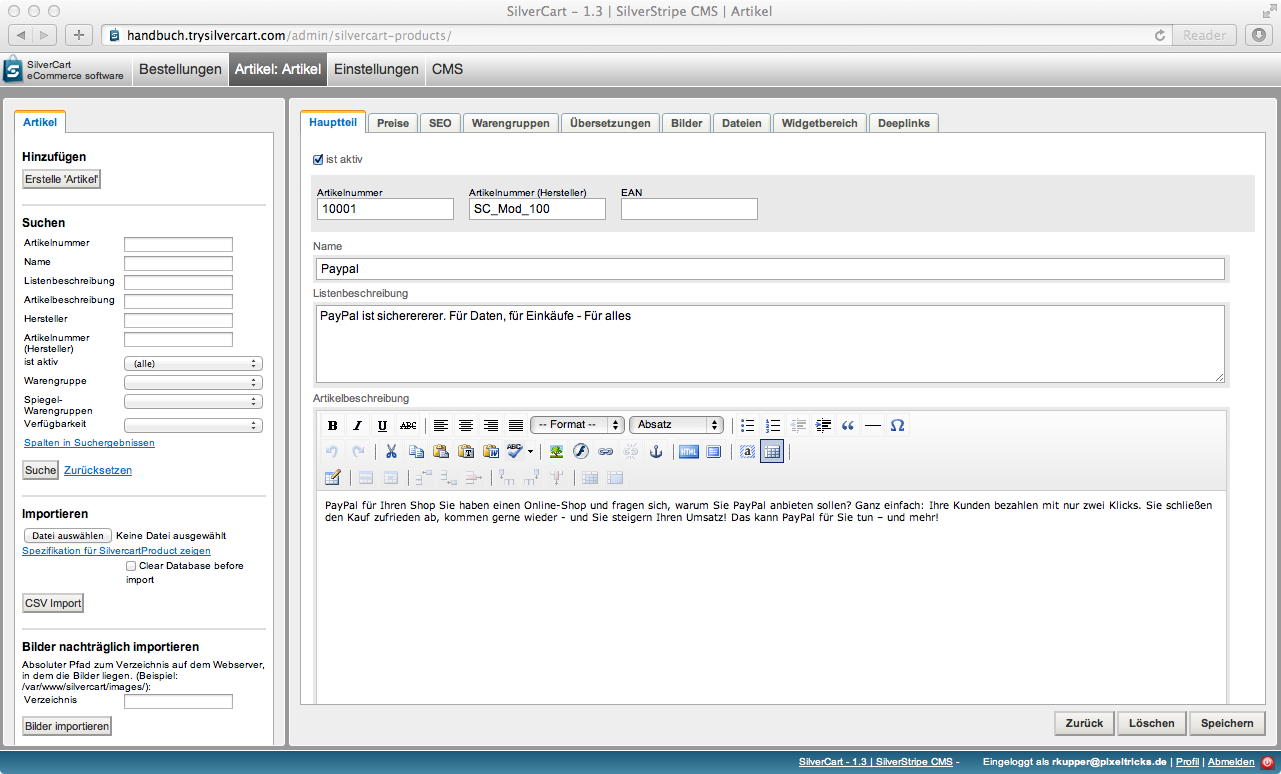 SilverCart - 1.3 | SilverStripe CMS | Artikel
handbuch.trysilvercart.com/admin/silvercart-products/
Reader
SilverCart
eCommerce software
Bestellungen
Artikel: Artikel
Einstellungen
CMS
Artikel
Hinzufügen
Erstelle 'Artikel'
Suchen
Artikelnummer
Name
Listenbeschreibung
Artikelbeschreibung
Hersteller
Artikelnummer
(Hersteller)
ist aktiv
(alle)
Warengruppe
Spiegel-
Warengruppen
Verfügbarkeit
Spalten in Suchergebnissen
Suche
Zurücksetzen
Importieren
Datei auswählen
Keine Datei ausgewählt
Spezifikation für SilvercartProduct zeigen
Clear Database before
import
CSV Import
Bilder nachträglich importieren
Absoluter Pfad zum Verzeichnis auf dem Webserver,
in dem die Bilder liegen. (Beispiel:
/var/www/silvercart/images/):
Verzeichnis
Bilder importieren
Hauptteil
Preise
SEO
Warengruppen
Übersetzungen
Bilder
Dateien
Widgetbereich
Deeplinks
ist aktiv
Artikelnummer
Artikelnummer (Hersteller)
EAN
10001
SC_Mod_100
Name
Paypal
Listenbeschreibung
PayPal ist sicherererer. Für Daten, für Einkäufe - Für alles
Artikelbeschreibung
B
I
U
ABC
-- Format --
Absatz
Ω
ABC
HTML
PayPal für Ihren Shop Sie haben einen Online-Shop und fragen sich, warum Sie PayPal anbieten sollen? Ganz einfach: Ihre Kunden bezahlen mit nur zwei Klicks. Sie schließen
den Kauf zufrieden ab, kommen gerne wieder - und Sie steigern Ihren Umsatz! Das kann PayPal für Sie tun – und mehr!
Zurück
Löschen
Speichern
SilverCart - 1.3 | SilverStripe CMS -
Eingeloggt als rkupper@pixeltricks.de | Profil | Abmelden